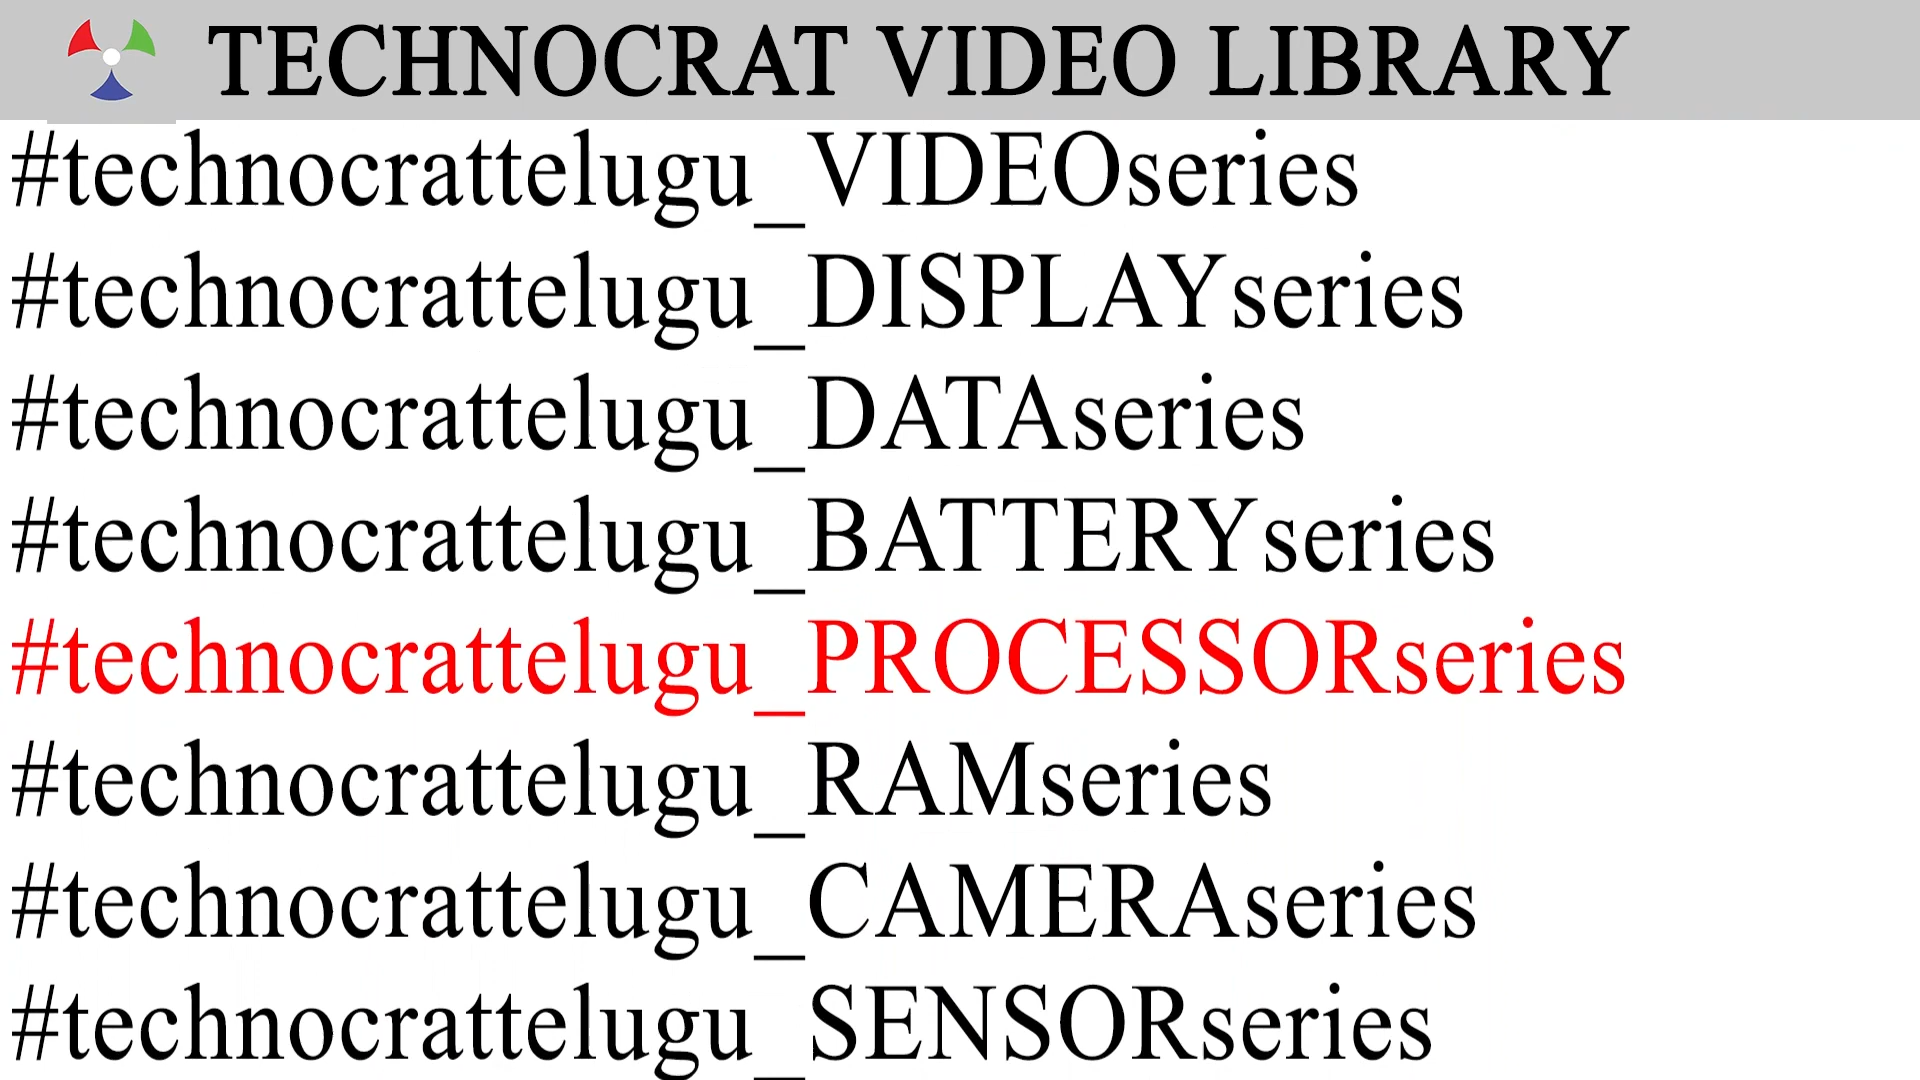 TECHNOCRAT VIDEO LIBRARY
#technocrattelugu_VIDEOseries
#technocrattelugu_DISPLAYseries
#technocrattelugu_DATAseries
#technocrattelugu_BATTERYseries
#technocrattelugu_PROCESSORseries
#technocrattelugu_RAMseries
#technocrattelugu_CAMERAseries
#technocrattelugu_SENSORseries